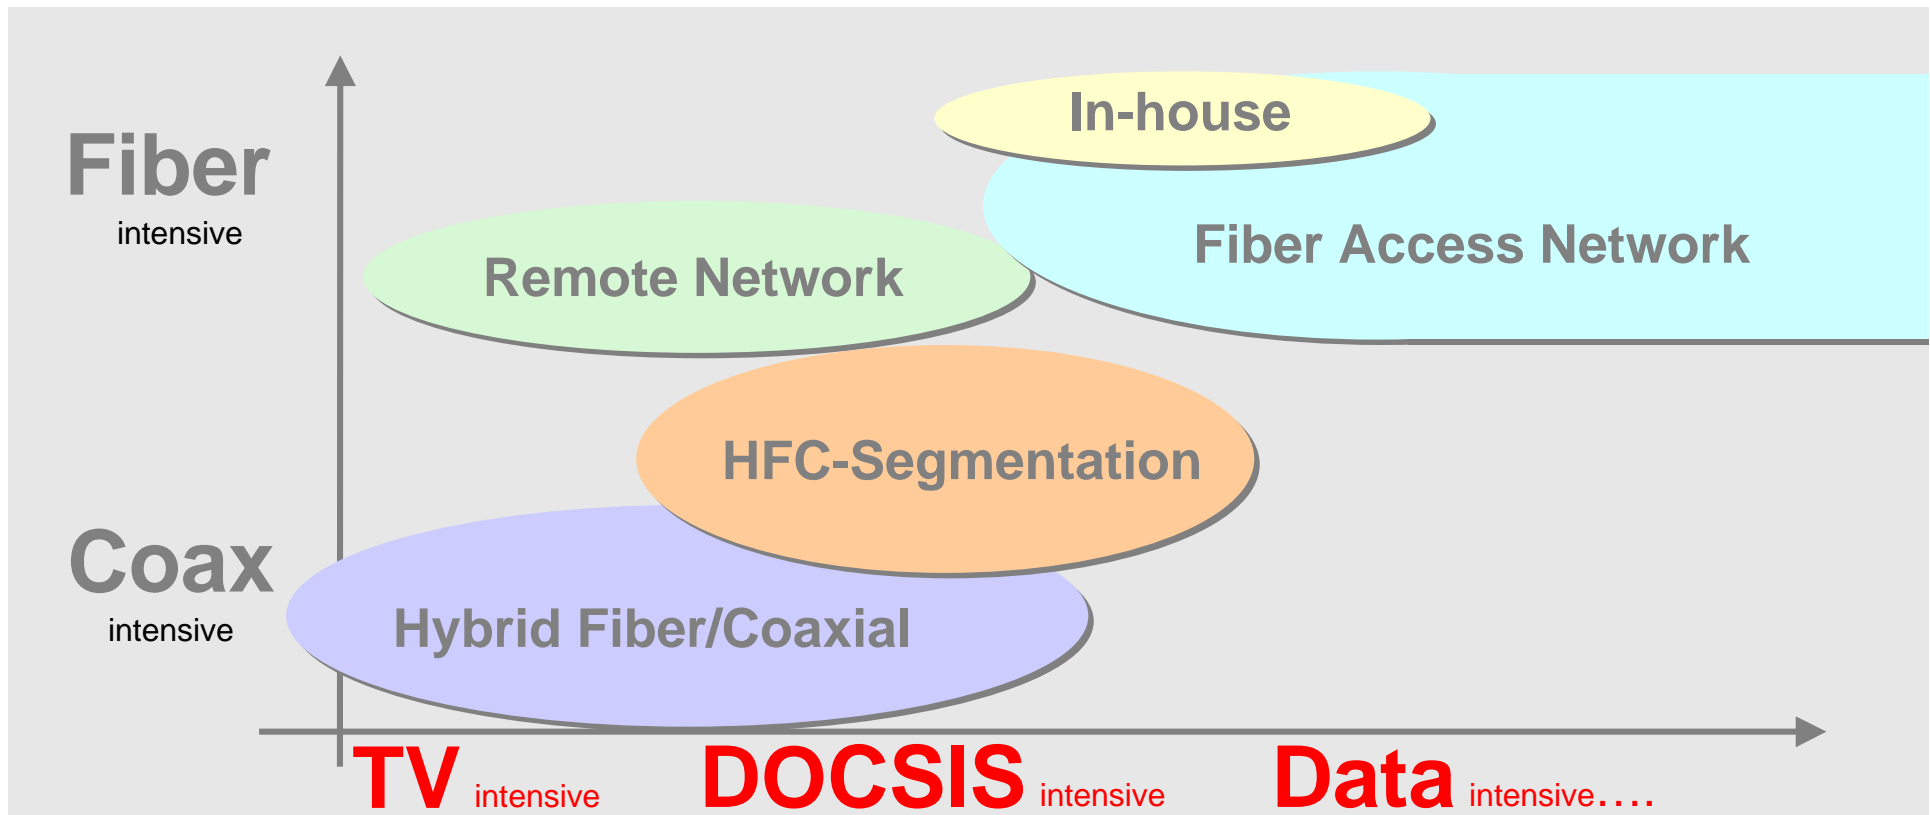 In-house
Fiber
intensive
Fiber Access Network
Remote Network
HFC-Segmentation
Coax
intensive
Hybrid Fiber/Coaxial
TV intensive DOCSIS intensive Data intensive....